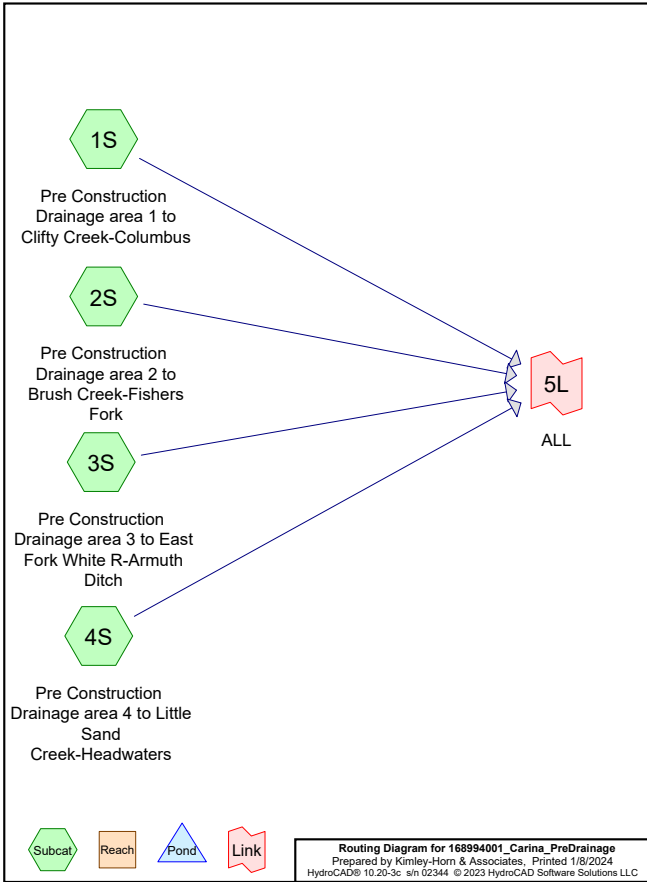 1S
Pre Construction
Drainage area 1 to
Clifty Creek-Columbus
2S
Pre Construction
Drainage area 2 to
Brush Creek-Fishers
Fork
3S
Pre Construction
Drainage area 3 to East
Fork White R-Armuth
Ditch
4S
Pre Construction
Drainage area 4 to Little
Sand
Creek-Headwaters
5L
ALL
Subcat
Reach
Pond
Link
Routing Diagram for 168994001_Carina_PreDrainage
Prepared by Kimley-Horn & Associates, Printed 1/8/2024
HydroCAD® 10.20-3c s/n 02344 © 2023 HydroCAD Software Solutions LLC